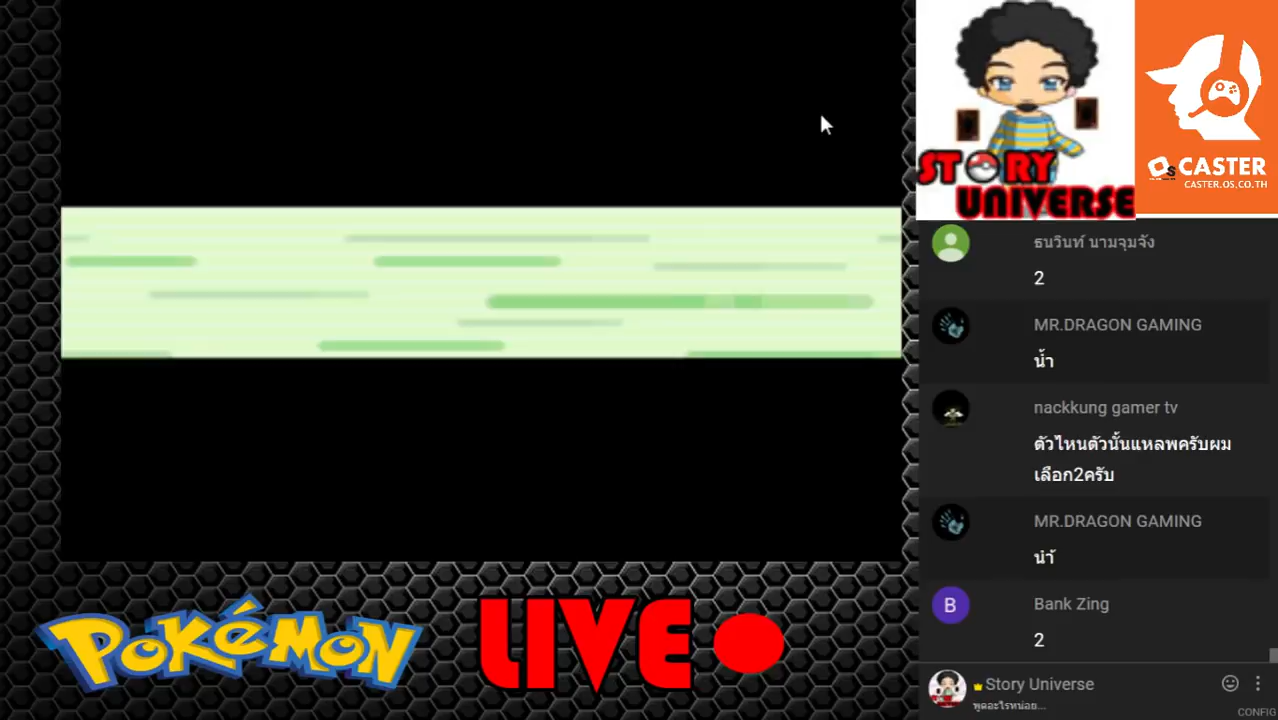 STORY
UNIVERSE
Os CASTER
CASTER.OS.CO.TH
ธนวินท์ นามจุมจัง
2
MR.DRAGON GAMING
น้ำ
nackkung gamer tv
ตัวไหนตัวนั้นแหลพครับผม
เลือก2ครับ
MR.DRAGON GAMING
น่า้
B
Bank Zing
2
Story Universe
พูดอะไรหน่อย...
CONFIG
POKéMON
LIVE